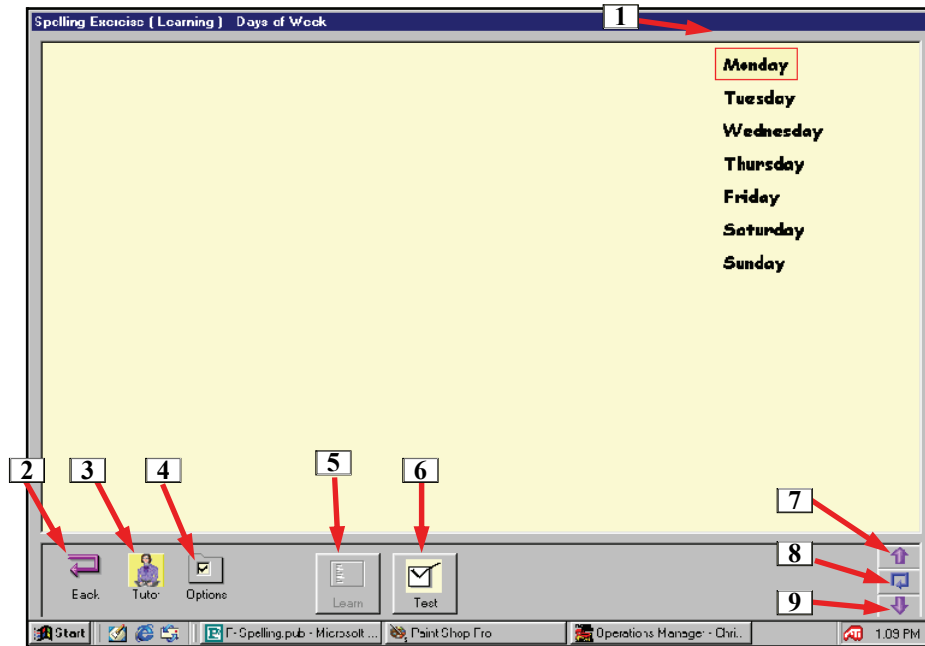 Spelling Exercise ( Learning ) Days of Week
1
Monday
Tuesday
Wednesday
Thursday
Friday
Saturday
Sunday
2
3
4
5
6
7
8
9
Back
Tutor
Options
Learn
Test
Start
Spelling.pub - Microsoft ...
Paint Shop Pro
Operations Manager - Chri..
1:09 PM